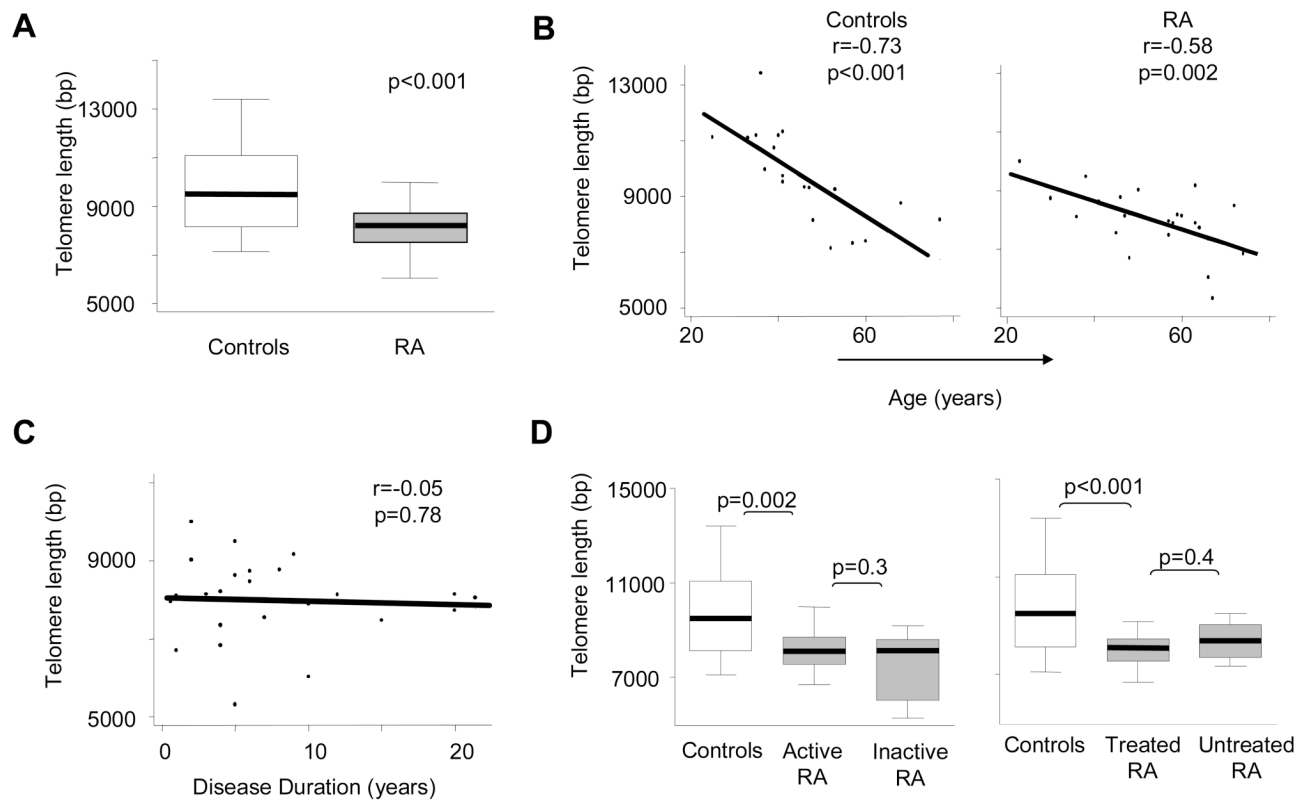 A
Telomere length (bp)
13000
9000
5000
p<0.001
Controls
RA
B
Telomere length (bp)
13000
9000
5000
Controls
r=-0.73
p<0.001
RA
r=-0.58
p=0.002
20
60
20
60
Age (years)
C
Telomere length (bp)
9000
5000
r=-0.05
p=0.78
0
10
20
Disease Duration (years)
D
Telomere length (bp)
15000
11000
7000
p=0.002
p=0.3
Controls
Active
RA
Inactive
RA
p<0.001
p=0.4
Controls
Treated
RA
Untreated
RA